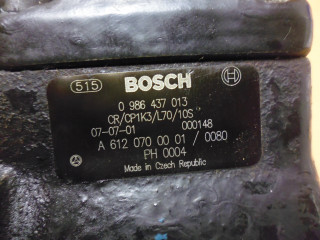 515 BOSCH
0 986 437 013
CR/CP1K3/L70/10S
07-07-01 000148
A 612 070 00 01 / 0080
PH 0004
Made in Czech Republic